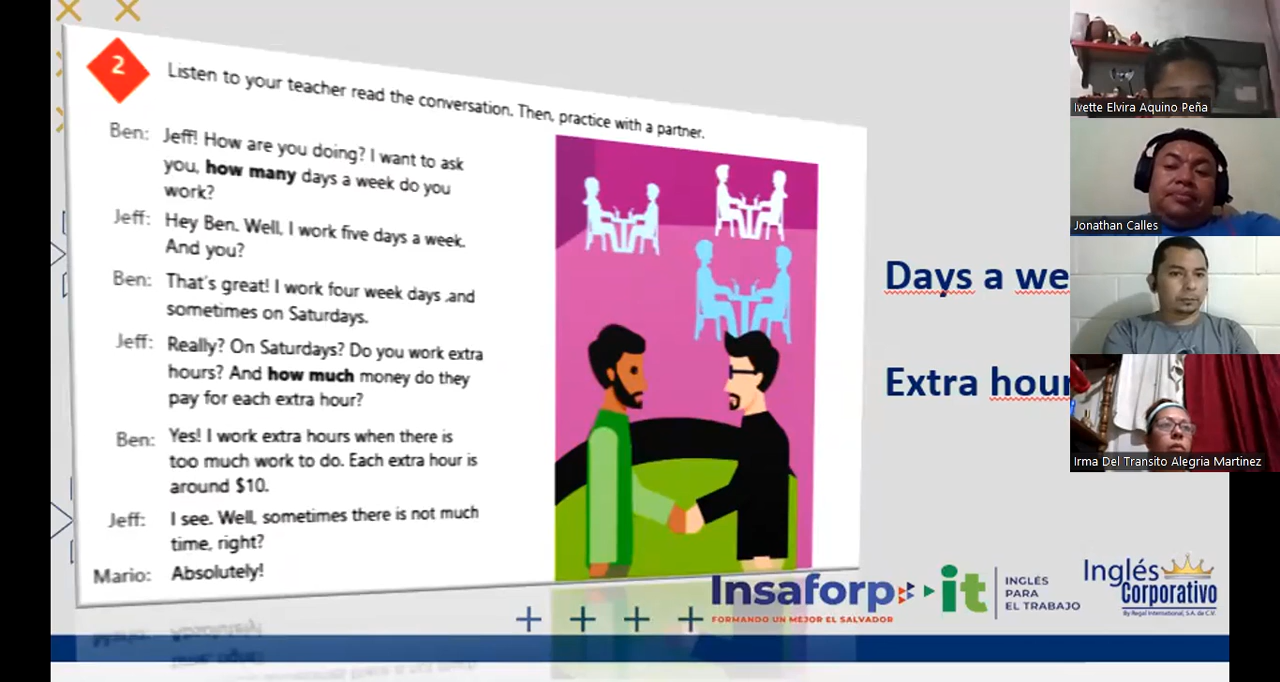 2
Listen to your teacher read the conversation. Then, practice with a partner.
Ben: Jeff! How are you doing? I want to ask
you, how many days a week do you
work?
Jeff: Hey Ben. Well, I work five days a week.
And you?
Ben: That's great! I work four week days ,and
sometimes on Saturdays.
Jeff: Really? On Saturdays? Do you work extra
hours? And how much money do they
pay for each extra hour?
Ben: Yes! I work extra hours when there is
too much work to do. Each extra hour is
around $10.
Jeff: I see. Well, sometimes there is not much
time, right?
Mario: Absolutely!
Days a we
Extra hour
Ivette Elvira Aquino Peña
Jonathan Calles
Irma Del Transito Alegria Martinez
Insaforp
FORMANDO UN MEJOR EL SALVADOR
it
INGLÉS
PARA
EL TRABAJO
Inglés
Corporativo
By Regal International, S.A. de C.V.